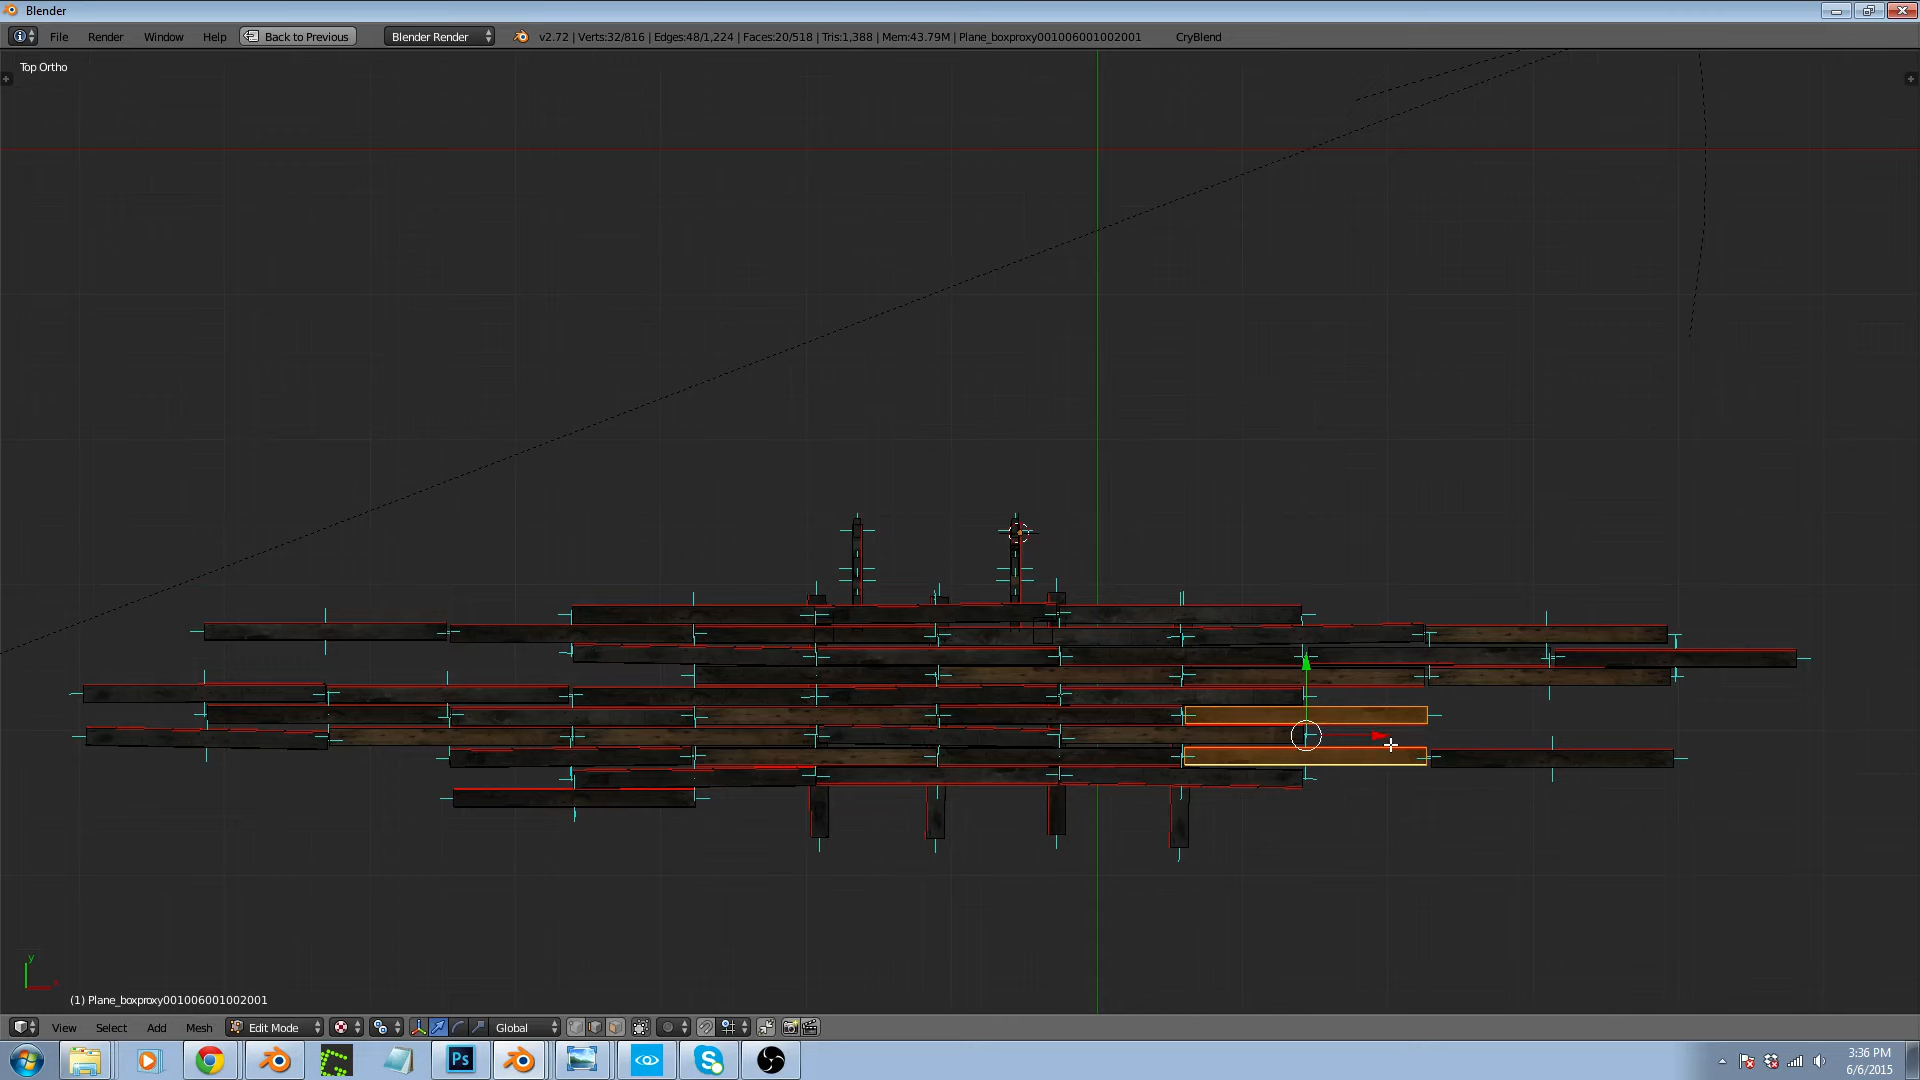 Blender
File Render Window Help Back to Previous Blender Render v2.72 | Verts:32/816 | Edges:48/1,224 | Faces:20/518 | Tris:1,388 | Mem:43.79M | Plane_boxproxy001006001002001 CryBlend
Top Ortho
y
(1) Plane_boxproxy001006001002001
View Select Add Mesh Edit Mode Global
Ps
3:36 PM
6/6/2015